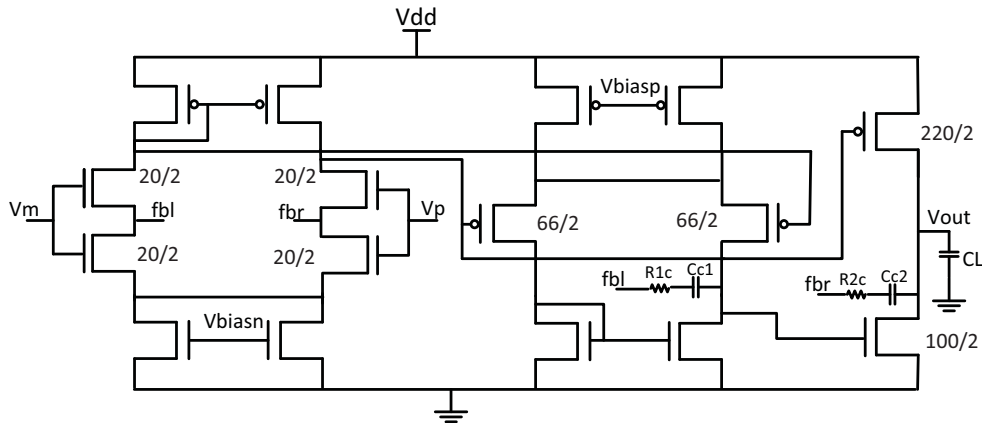 Vdd
Vbiasp
220/2
20/2
20/2
Vm
fbl
fbr
Vp
66/2
66/2
Vout
20/2
20/2
CL
fbl
R1c
Cc1
fbr
R2c
Cc2
Vbiasn
100/2